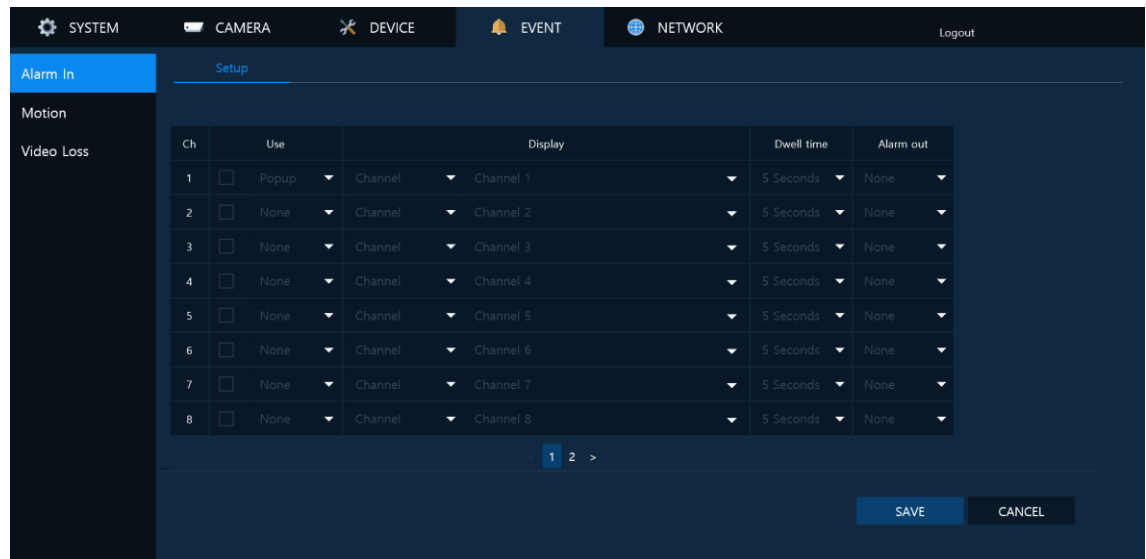 SYSTEM CAMERA DEVICE EVENT NETWORK Logout
Alarm In Setup
Motion
Video Loss
Ch Use Display Dwell time Alarm out
1 Popup Channel Channel 1 5 Seconds None
2 None Channel Channel 2 5 Seconds None
3 None Channel Channel 3 5 Seconds None
4 None Channel Channel 4 5 Seconds None
5 None Channel Channel 5 5 Seconds None
6 None Channel Channel 6 5 Seconds None
7 None Channel Channel 7 5 Seconds None
8 None Channel Channel 8 5 Seconds None
1 2 >
SAVE CANCEL